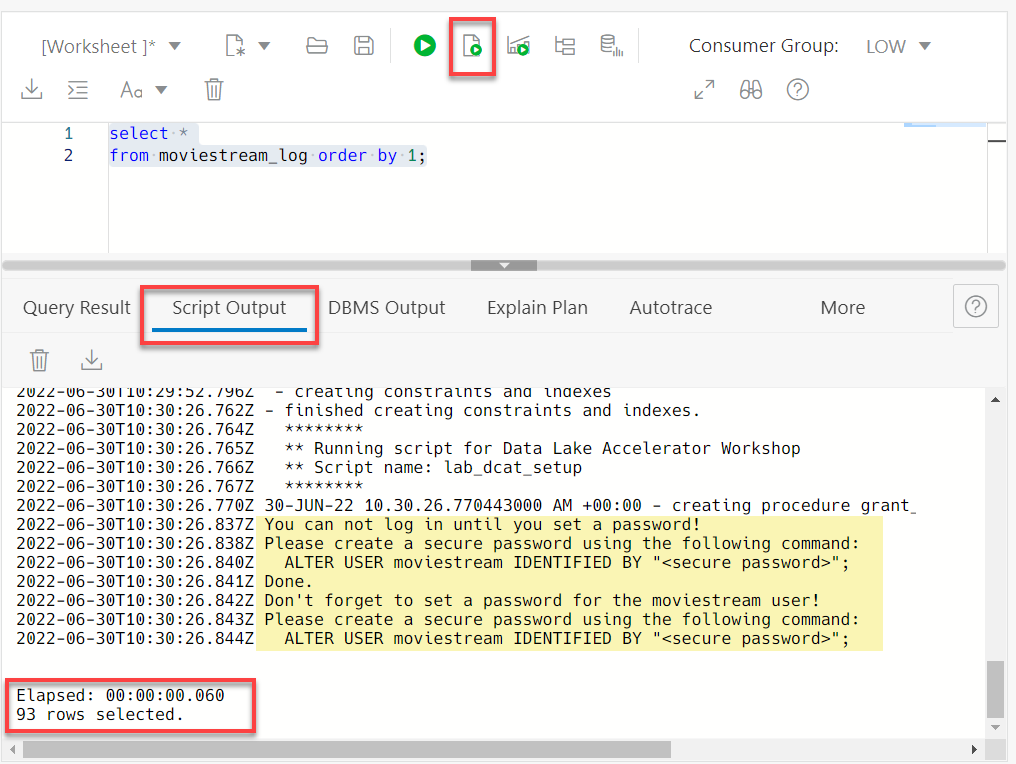 [Worksheet ]*
Consumer Group: LOW
Aa
1 select *
2 from moviestream_log order by 1;
Query Result Script Output DBMS Output Explain Plan Autotrace More
2022-06-30T10:29:52.796Z  - creating constraints and indexes
2022-06-30T10:30:26.762Z - finished creating constraints and indexes.
2022-06-30T10:30:26.764Z   ********
2022-06-30T10:30:26.765Z   ** Running script for Data Lake Accelerator Workshop
2022-06-30T10:30:26.766Z   ** Script name: lab_dcat_setup
2022-06-30T10:30:26.767Z   ********
2022-06-30T10:30:26.770Z 30-JUN-22 10.30.26.770443000 AM +00:00 - creating procedure grant_
2022-06-30T10:30:26.837Z You can not log in until you set a password!
2022-06-30T10:30:26.838Z Please create a secure password using the following command:
2022-06-30T10:30:26.840Z   ALTER USER moviestream IDENTIFIED BY "<secure password>";
2022-06-30T10:30:26.841Z Done.
2022-06-30T10:30:26.842Z Don't forget to set a password for the moviestream user!
2022-06-30T10:30:26.843Z Please create a secure password using the following command:
2022-06-30T10:30:26.844Z   ALTER USER moviestream IDENTIFIED BY "<secure password>";
Elapsed: 00:00:00.060
93 rows selected.